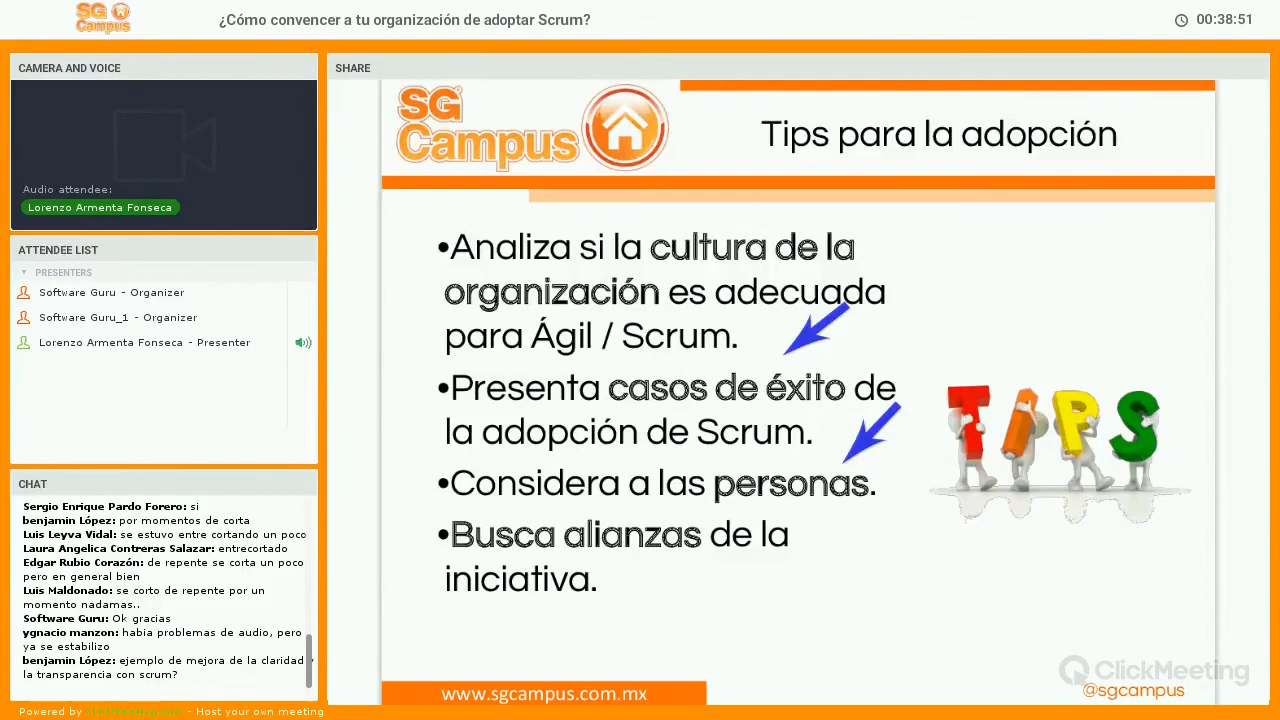 SG Campus
¿Cómo convencer a tu organización de adoptar Scrum?
00:38:51
CAMERA AND VOICE
Audio attendee:
Lorenzo Armenta Fonseca
ATTENDEE LIST
PRESENTERS
Software Guru - Organizer
Software Guru_1 - Organizer
Lorenzo Armenta Fonseca - Presenter
CHAT
Sergio Enrique Pardo Forero: si
benjamin López: por momentos de corta
Luis Leyva Vidal: se estuvo entre cortando un poco
Laura Angelica Contreras Salazar: entrecortado
Edgar Rubio Corazón: de repente se corta un poco
pero en general bien
Luis Maldonado: se corto de repente por un
momento nadamas..
Software Guru: Ok gracias
ygnacio manzon: habia problemas de audio, pero
ya se estabilizo
benjamin López: ejemplo de mejora de la claridad y
la transparencia con scrum?
Powered by ClickMeeting.com - Host your own meeting
SHARE
SG
Campus
Tips para la adopción
•Analiza si la cultura de la
organización es adecuada
para Ágil / Scrum.
•Presenta casos de éxito de
la adopción de Scrum.
•Considera a las personas.
•Busca alianzas de la
iniciativa.
TIPS
ClickMeeting
www.sgcampus.com.mx
@sgcampus